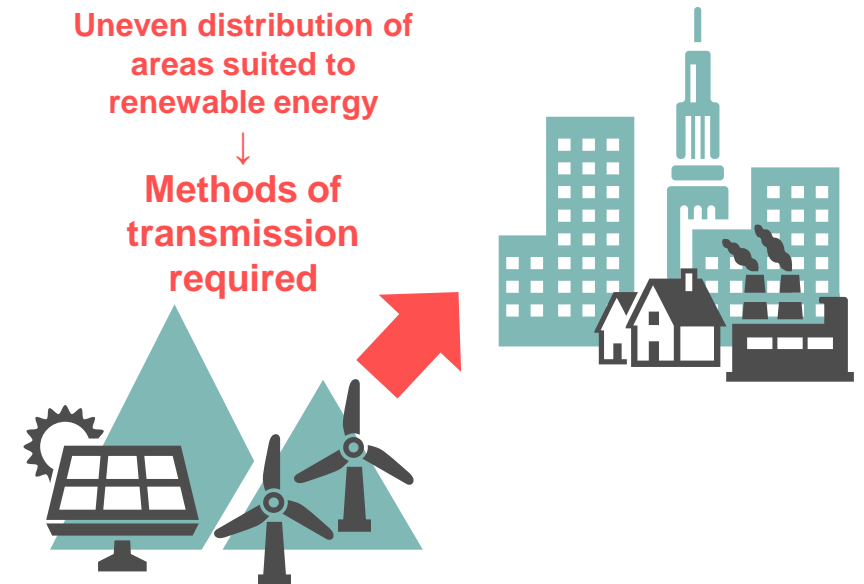 Uneven distribution of
areas suited to
renewable energy
↓
Methods of
transmission
required